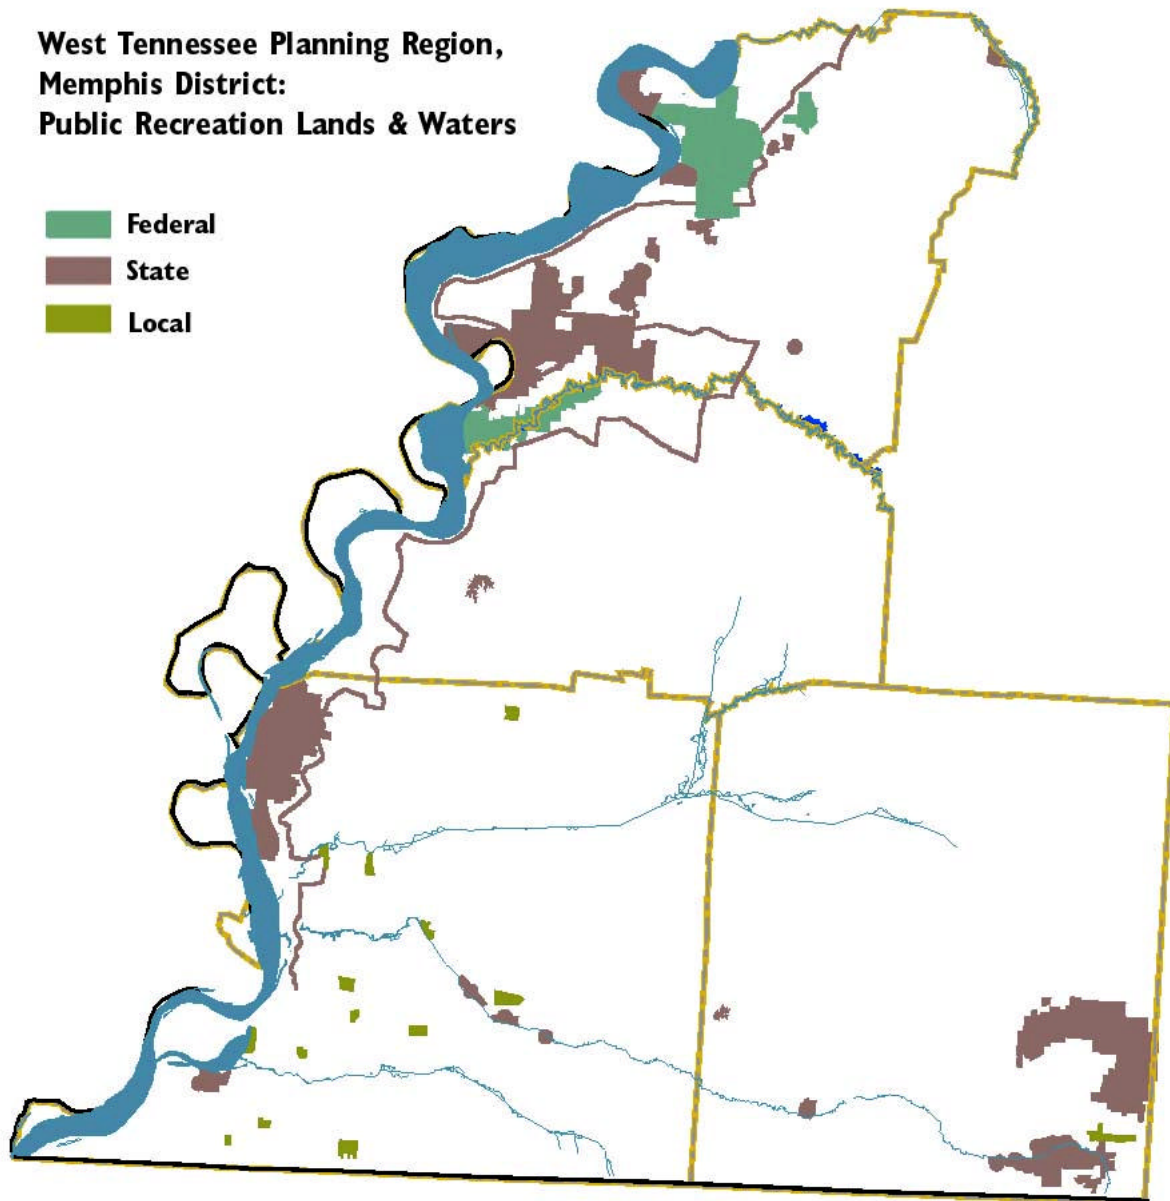 West Tennessee Planning Region,
Memphis District:
Public Recreation Lands & Waters
Federal
State
Local